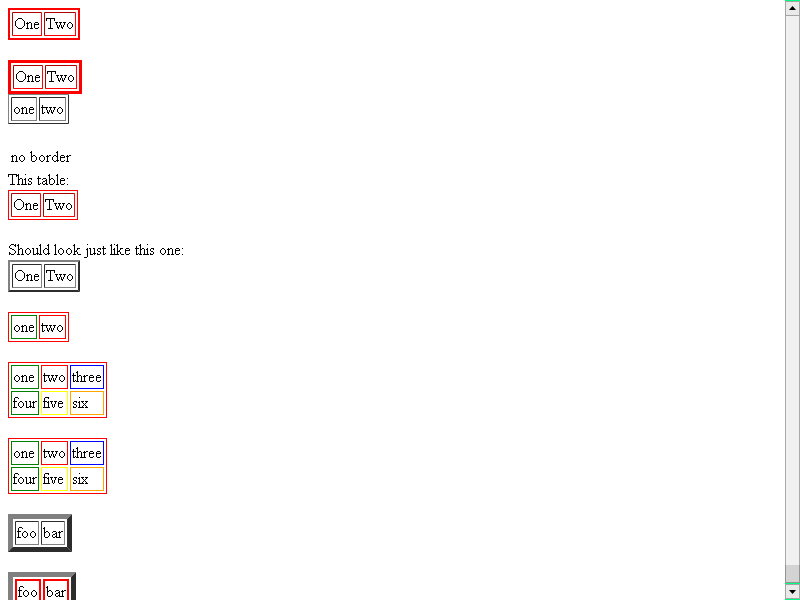 One Two
One Two
one two
no border
This table:
One Two
Should look just like this one:
One Two
one two
one two three
four five six
one two three
four five six
foo bar
foo bar